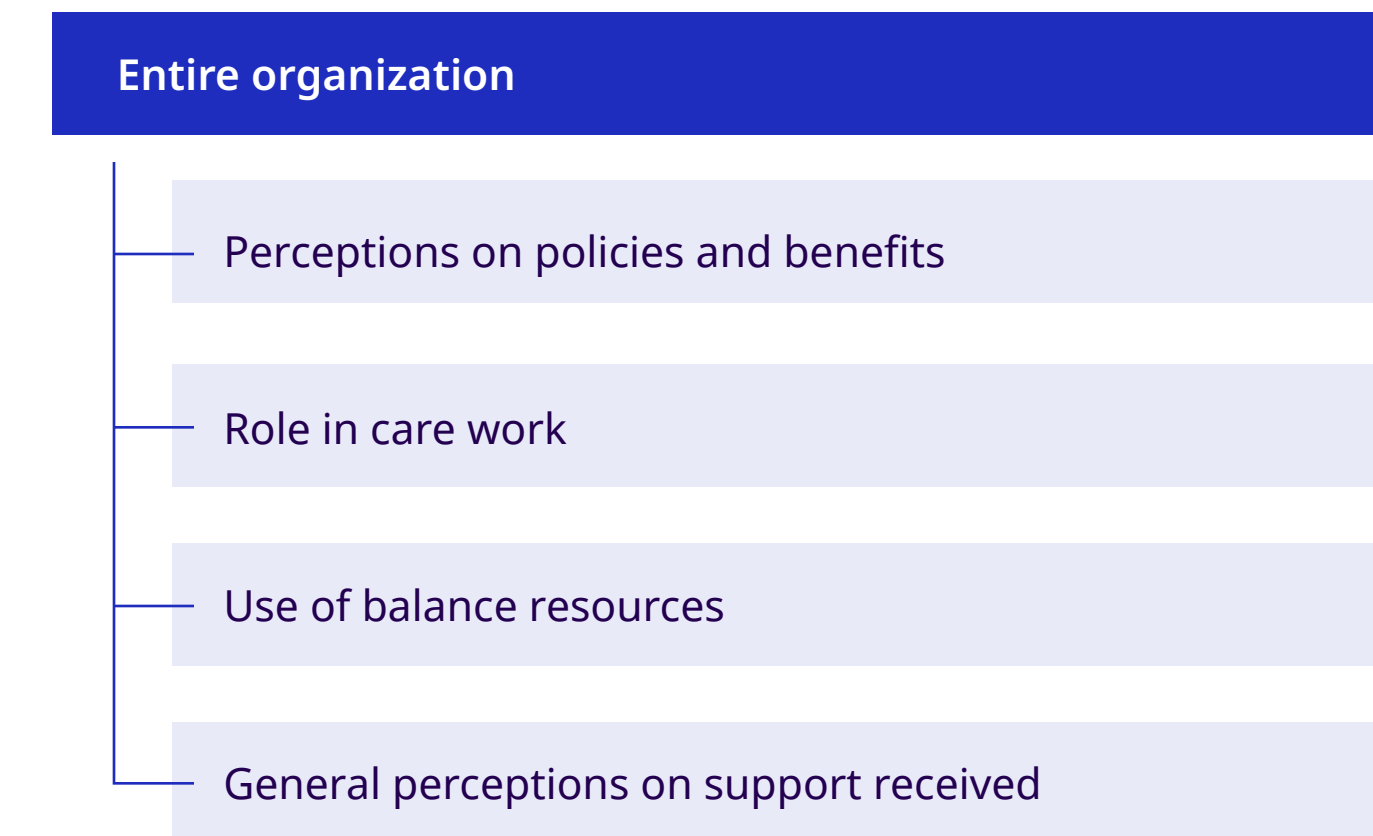 Entire organization
Perceptions on policies and benefits
Role in care work
Use of balance resources
General perceptions on support received